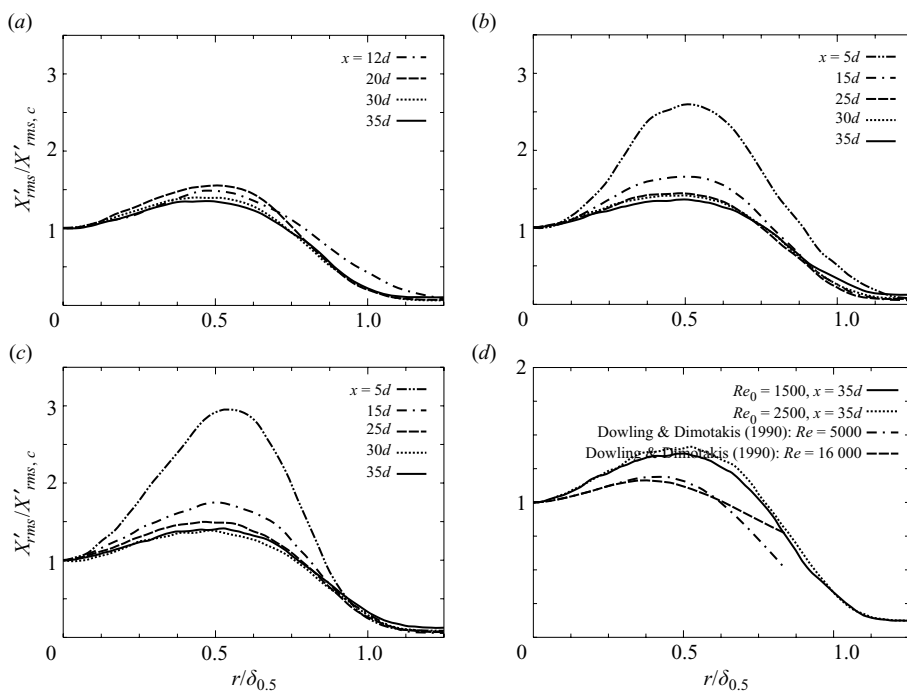 (a)
3
2
1
0
0.5
1.0
X′rms/X′rms, c
x = 12d
20d
30d
35d
(b)
3
2
1
0
0.5
1.0
x = 5d
15d
25d
30d
35d
(c)
3
2
1
0
0.5
1.0
X′rms/X′rms, c
r/δ0.5
x = 5d
15d
25d
30d
35d
(d)
2
1
0
0.5
1.0
r/δ0.5
Re0 = 1500, x = 35d
Re0 = 2500, x = 35d
Dowling & Dimotakis (1990): Re = 5000
Dowling & Dimotakis (1990): Re = 16 000